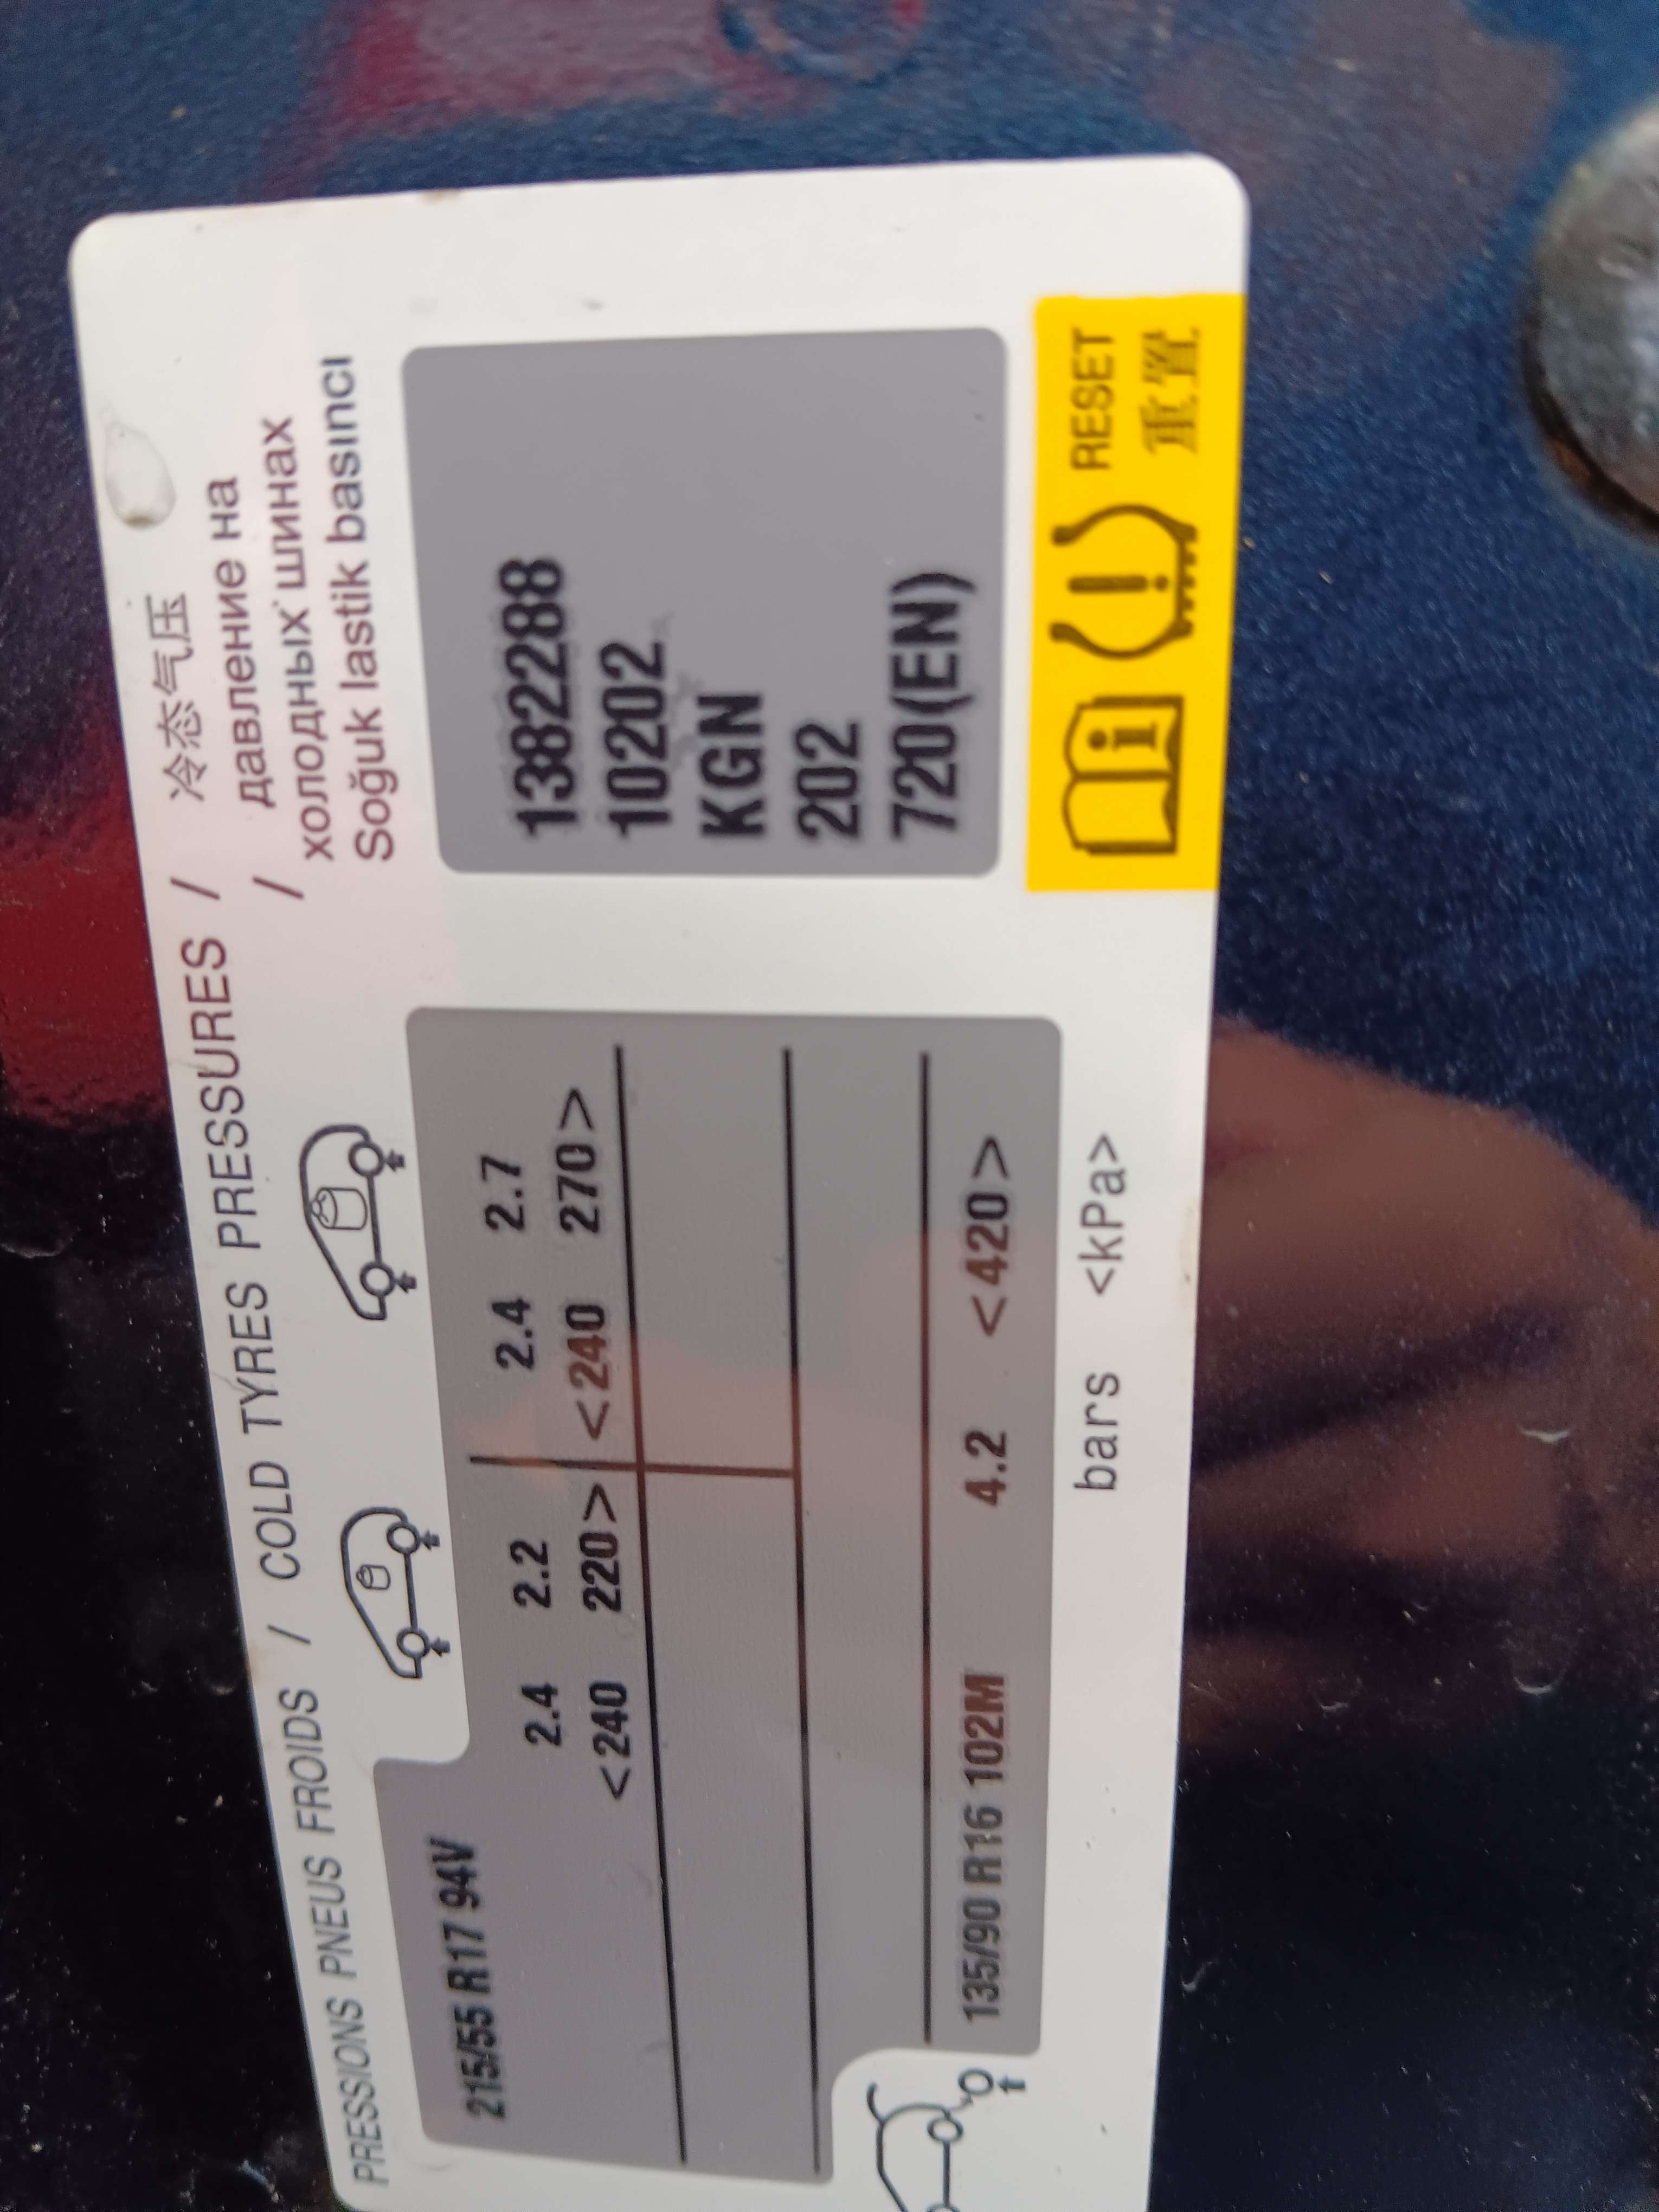 PRESSIONS PNEUS FROIDS / COLD TYRES PRESSURES / 冷态气压
/ давление на
холодных шинах
/ Soğuk lastik basıncı
215/55 R17 94V
2.4 2.2 2.4 2.7
<240 220> <240 270>
135/90 R16 102M 4.2 <420>
bars <kPa>
1382288
10202
KGN
202
720(EN)
RESET
重置